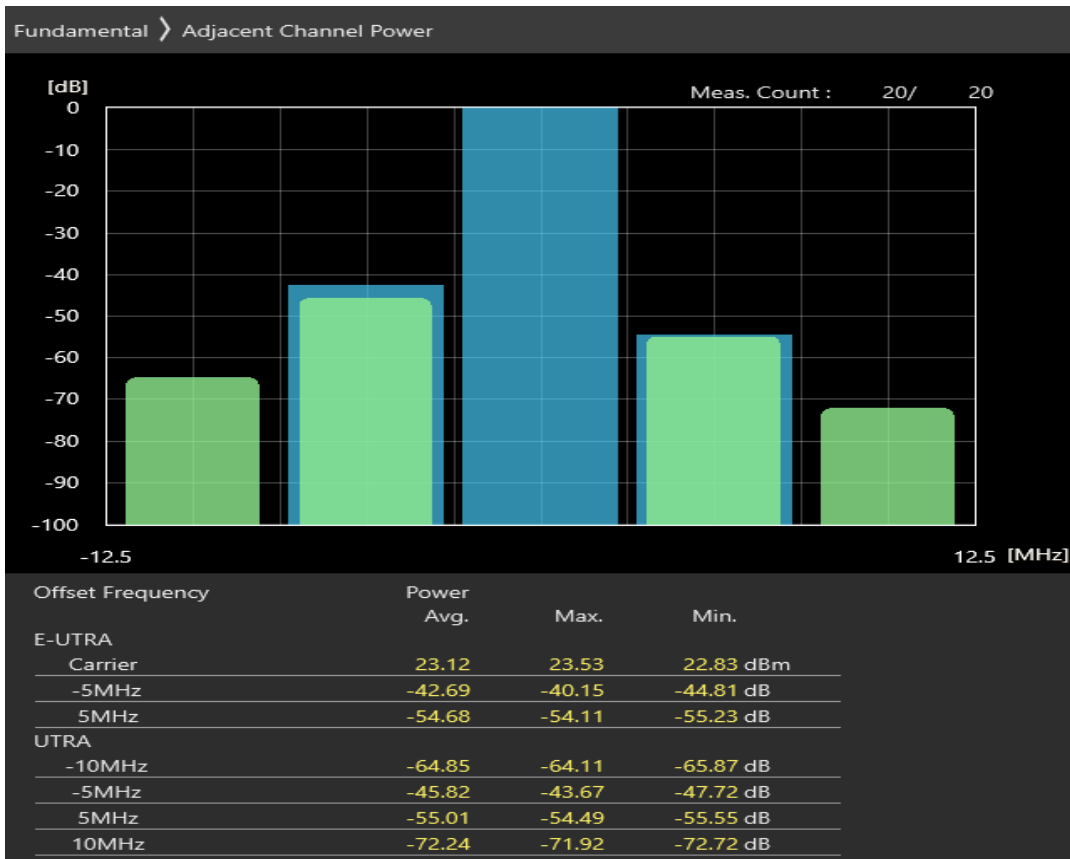 Fundamental 〉 Adjacent Channel Power
[dB]
Meas. Count : 20/ 20
0
-10
-20
-30
-40
-50
-60
-70
-80
-90
-100
-12.5 12.5 [MHz]
Offset Frequency Power
Avg. Max. Min.
E-UTRA
Carrier 23.12 23.53 22.83 dBm
-5MHz -42.69 -40.15 -44.81 dB
5MHz -54.68 -54.11 -55.23 dB
UTRA
-10MHz -64.85 -64.11 -65.87 dB
-5MHz -45.82 -43.67 -47.72 dB
5MHz -55.01 -54.49 -55.55 dB
10MHz -72.24 -71.92 -72.72 dB